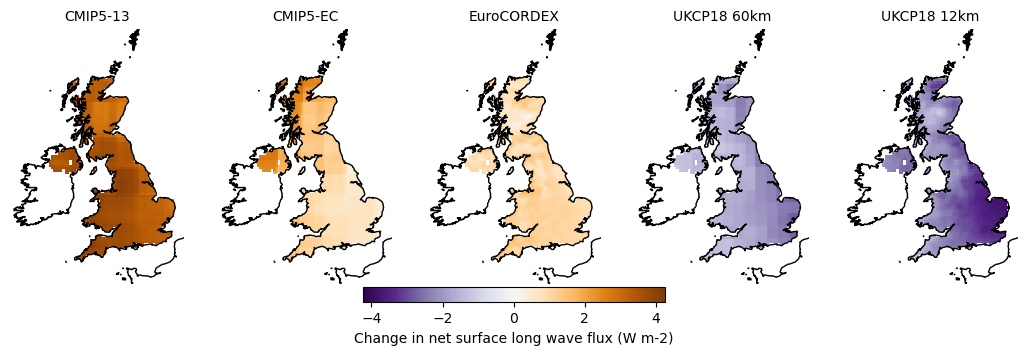 CMIP5-13 CMIP5-EC EuroCORDEX UKCP18 60km UKCP18 12km
−4 −2 0 2 4
Change in net surface long wave flux (W m-2)